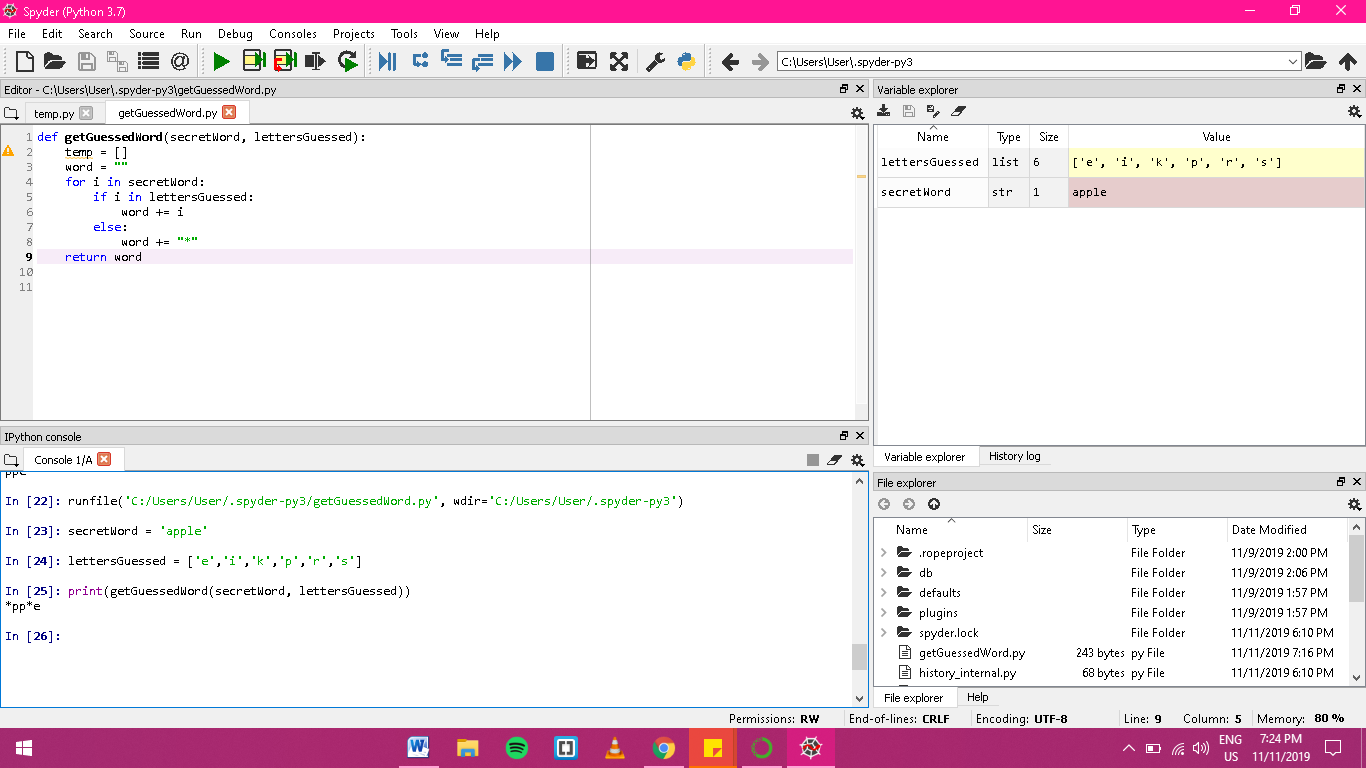 Spyder (Python 3.7)
File Edit Search Source Run Debug Consoles Projects Tools View Help
C:\Users\User\.spyder-py3
Editor - C:\Users\User\.spyder-py3\getGuessedWord.py
temp.py getGuessedWord.py
1 def getGuessedWord(secretWord, lettersGuessed):
2 temp = []
3 word = ""
4 for i in secretWord:
5 if i in lettersGuessed:
6 word += i
7 else:
8 word += "*"
9 return word
10
11
Variable explorer
Name Type Size Value
lettersGuessed list 6 ['e', 'i', 'k', 'p', 'r', 's']
secretWord str 1 apple
Variable explorer History log
IPython console
Console 1/A
In [22]: runfile('C:/Users/User/.spyder-py3/getGuessedWord.py', wdir='C:/Users/User/.spyder-py3')
In [23]: secretWord = 'apple'
In [24]: lettersGuessed = ['e','i','k','p','r','s']
In [25]: print(getGuessedWord(secretWord, lettersGuessed))
*pp*e
In [26]:
File explorer
Name Size Type Date Modified
.ropeproject File Folder 11/9/2019 2:00 PM
db File Folder 11/9/2019 2:06 PM
defaults File Folder 11/9/2019 1:57 PM
plugins File Folder 11/9/2019 1:57 PM
spyder.lock File Folder 11/11/2019 6:10 PM
getGuessedWord.py 243 bytes py File 11/11/2019 7:16 PM
history_internal.py 68 bytes py File 11/11/2019 6:10 PM
File explorer Help
Permissions: RW End-of-lines: CRLF Encoding: UTF-8 Line: 9 Column: 5 Memory: 80 %
ENG 7:24 PM
US 11/11/2019